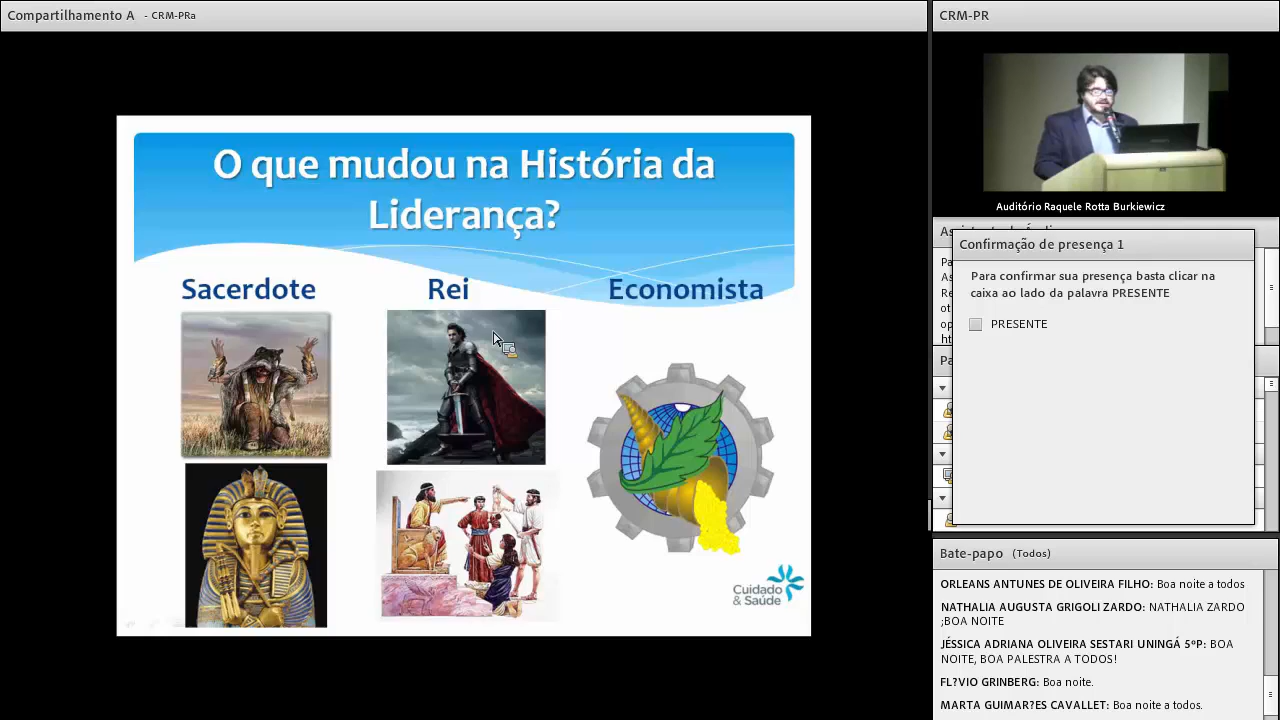 Compartilhamento A - CRM-PRa
O que mudou na História da
Liderança?
Sacerdote
Rei
Economista
Cuidado
& Saúde
CRM-PR
Auditório Raquele Rotta Burkiewicz
Confirmação de presença 1
Para confirmar sua presença basta clicar na
caixa ao lado da palavra PRESENTE
PRESENTE
Bate-papo (Todos)
ORLEANS ANTUNES DE OLIVEIRA FILHO: Boa noite a todos
NATHALIA AUGUSTA GRIGOLI ZARDO: NATHALIA ZARDO
;BOA NOITE
JÉSSICA ADRIANA OLIVEIRA SESTARI UNINGÁ 5ºP: BOA
NOITE, BOA PALESTRA A TODOS!
FL?VIO GRINBERG: Boa noite.
MARTA GUIMAR?ES CAVALLET: Boa noite a todos.